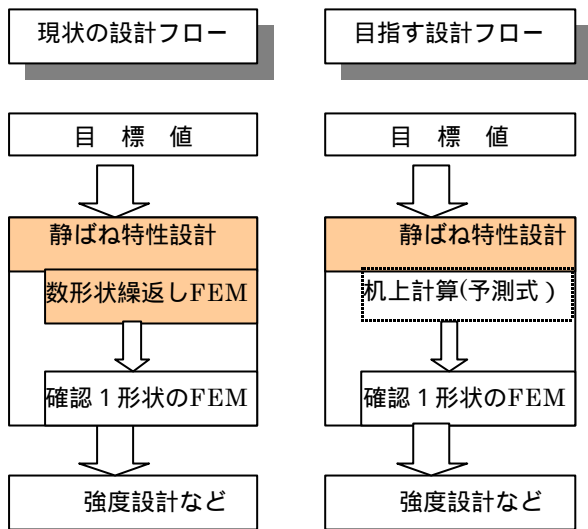 現状の設計フロー
目標値
静ばね特性設計
数形状繰返しFEM
確認1形状のFEM
強度設計など
目指す設計フロー
目標値
静ばね特性設計
机上計算(予測式)
確認1形状のFEM
強度設計など